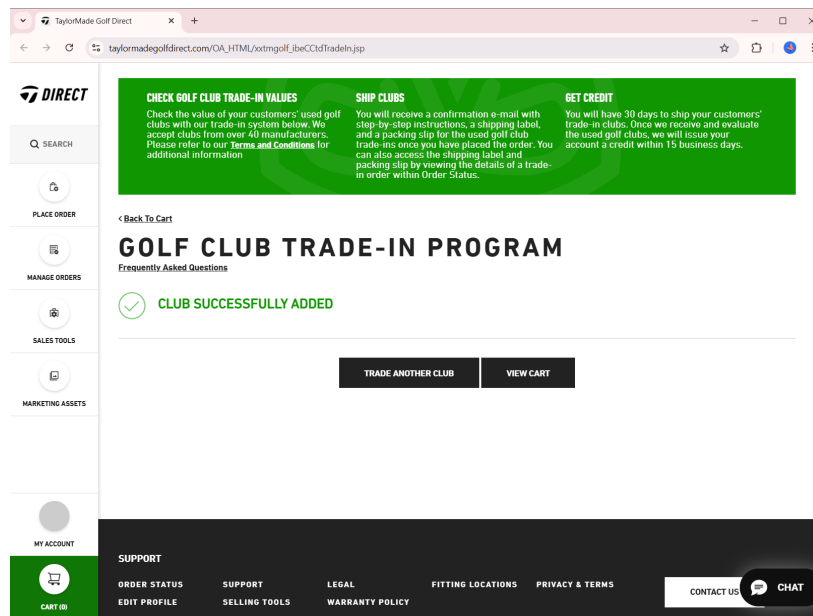 TaylorMade Golf Direct
taylormadegolfdirect.com/OA_HTML/xxtmgolf_ibeCCtdTradeIn.jsp
DIRECT
SEARCH
PLACE ORDER
MANAGE ORDERS
SALES TOOLS
MARKETING ASSETS
MY ACCOUNT
CART (0)
CHECK GOLF CLUB TRADE-IN VALUES
Check the value of your customers' used golf
clubs with our trade-in system below. We
accept clubs from over 40 manufacturers.
Please refer to our Terms and Conditions for
additional information
SHIP CLUBS
You will receive a confirmation e-mail with
step-by-step instructions, a shipping label,
and a packing slip for the used golf club
trade-ins once you have placed the order. You
can also access the shipping label and
packing slip by viewing the details of a trade-
in order within Order Status.
GET CREDIT
You will have 30 days to ship your customers'
trade-in clubs. Once we receive and evaluate
the used golf clubs, we will issue your
account a credit within 15 business days.
< Back To Cart
GOLF CLUB TRADE-IN PROGRAM
Frequently Asked Questions
CLUB SUCCESSFULLY ADDED
TRADE ANOTHER CLUB
VIEW CART
SUPPORT
ORDER STATUS SUPPORT LEGAL FITTING LOCATIONS PRIVACY & TERMS
EDIT PROFILE SELLING TOOLS WARRANTY POLICY
CONTACT US
CHAT